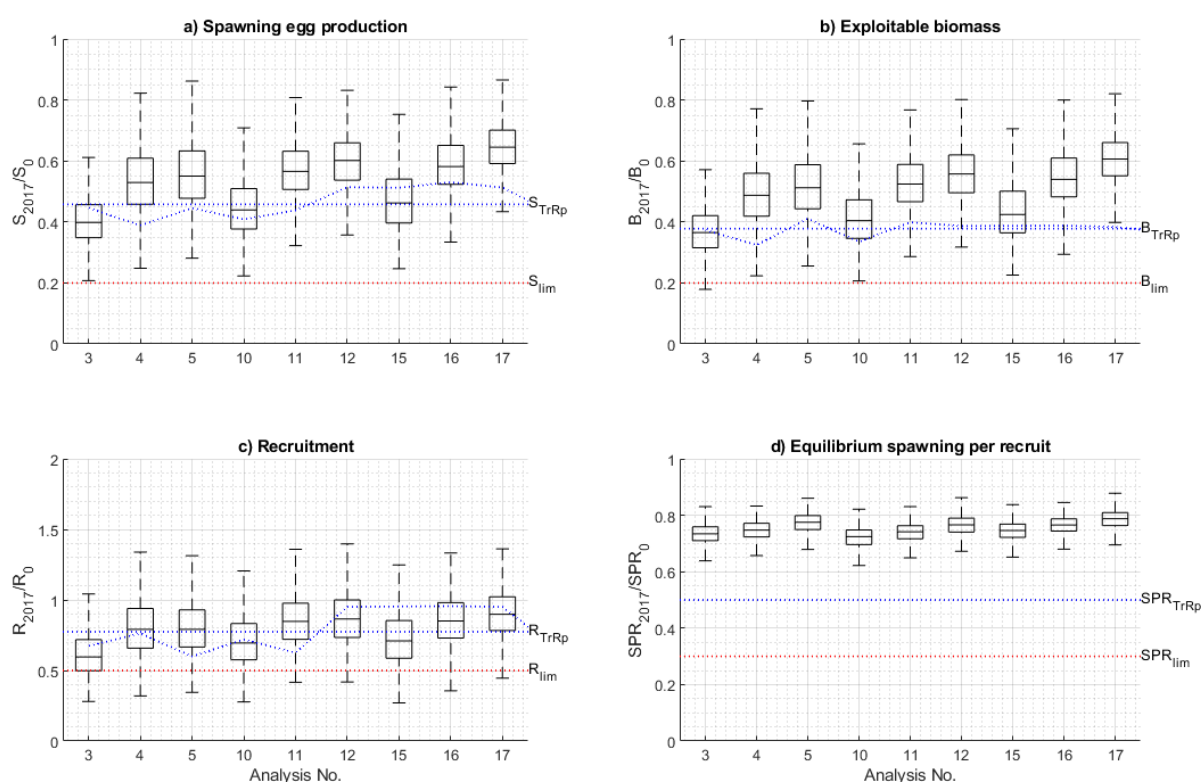 a) Spawning egg production
S2017/S0
1
0.8
0.6
0.4
0.2
0
STrRp
Slim
3 4 5 10 11 12 15 16 17
b) Exploitable biomass
B2017/B0
1
0.8
0.6
0.4
0.2
0
BTrRp
Blim
3 4 5 10 11 12 15 16 17
c) Recruitment
R2017/R0
2
1.5
1
0.5
0
RTrRp
Rlim
3 4 5 10 11 12 15 16 17
Analysis No.
d) Equilibrium spawning per recruit
SPR2017/SPR0
1
0.8
0.6
0.4
0.2
0
SPRTrRp
SPRlim
3 4 5 10 11 12 15 16 17
Analysis No.